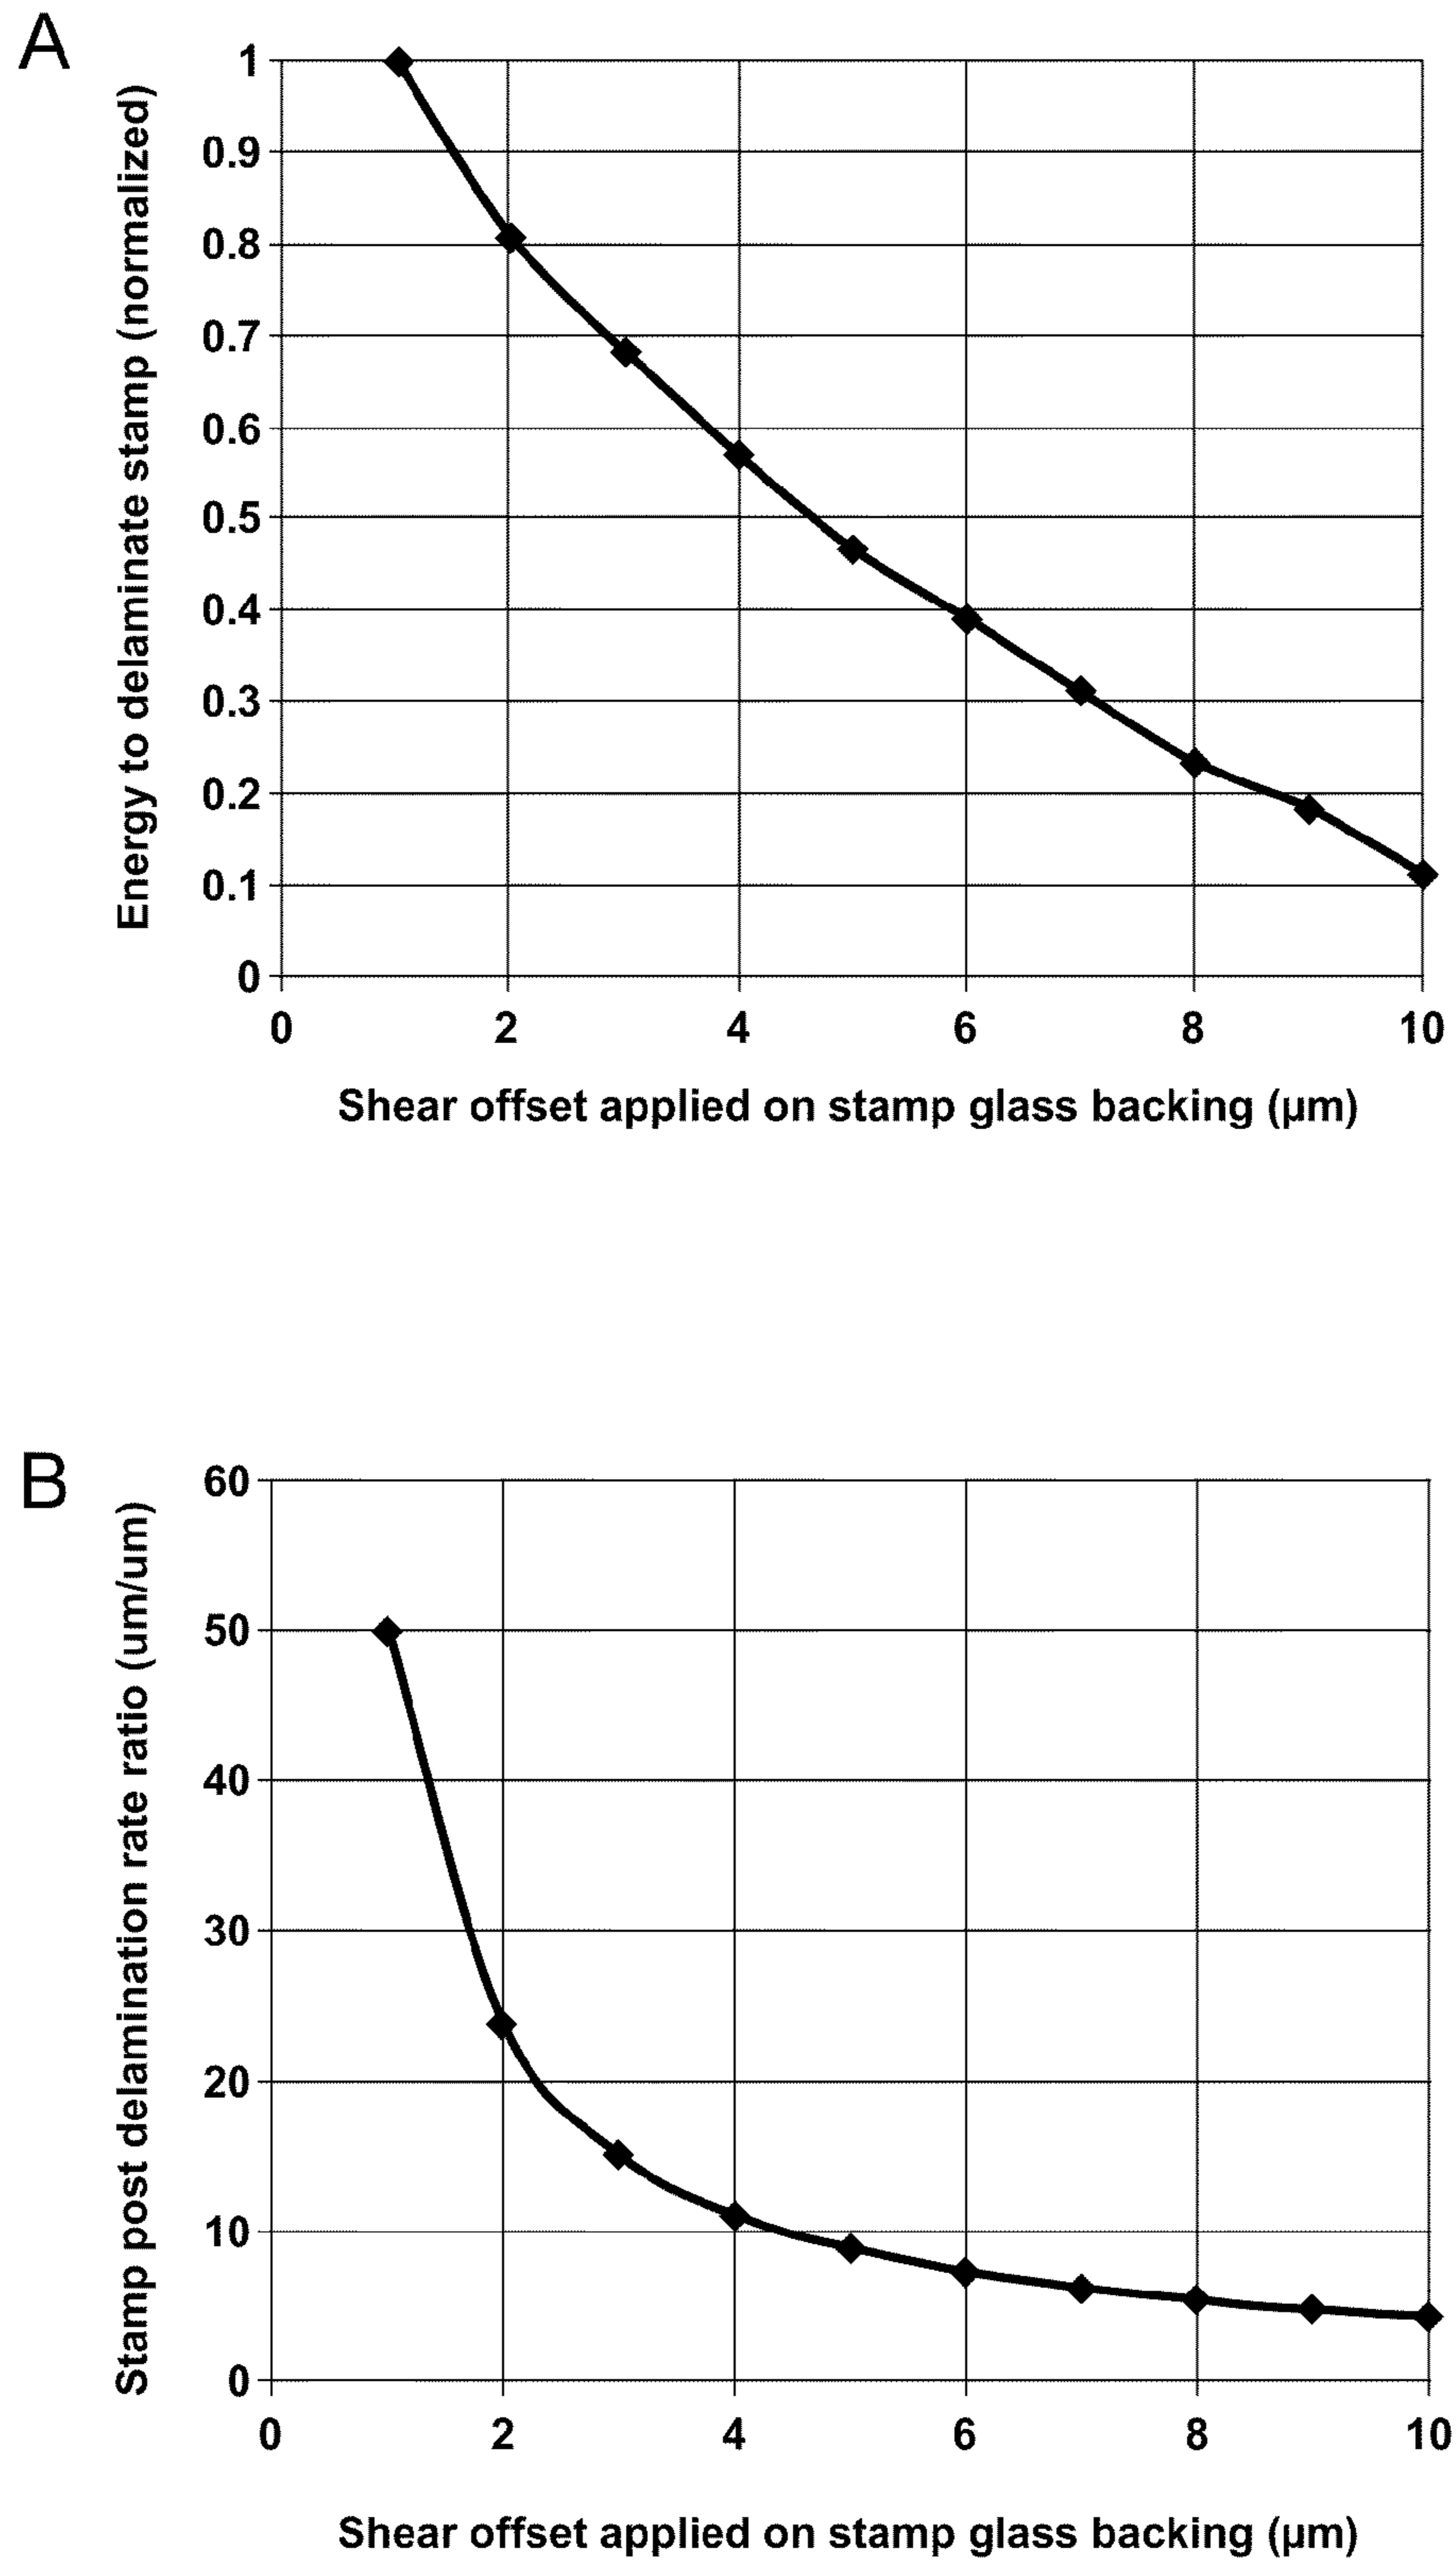 A
Energy to delaminate stamp (normalized)
1
0.9
0.8
0.7
0.6
0.5
0.4
0.3
0.2
0.1
0
0 2 4 6 8 10
Shear offset applied on stamp glass backing (µm)
B
Stamp post delamination rate ratio (um/um)
60
50
40
30
20
10
0
0 2 4 6 8 10
Shear offset applied on stamp glass backing (µm)